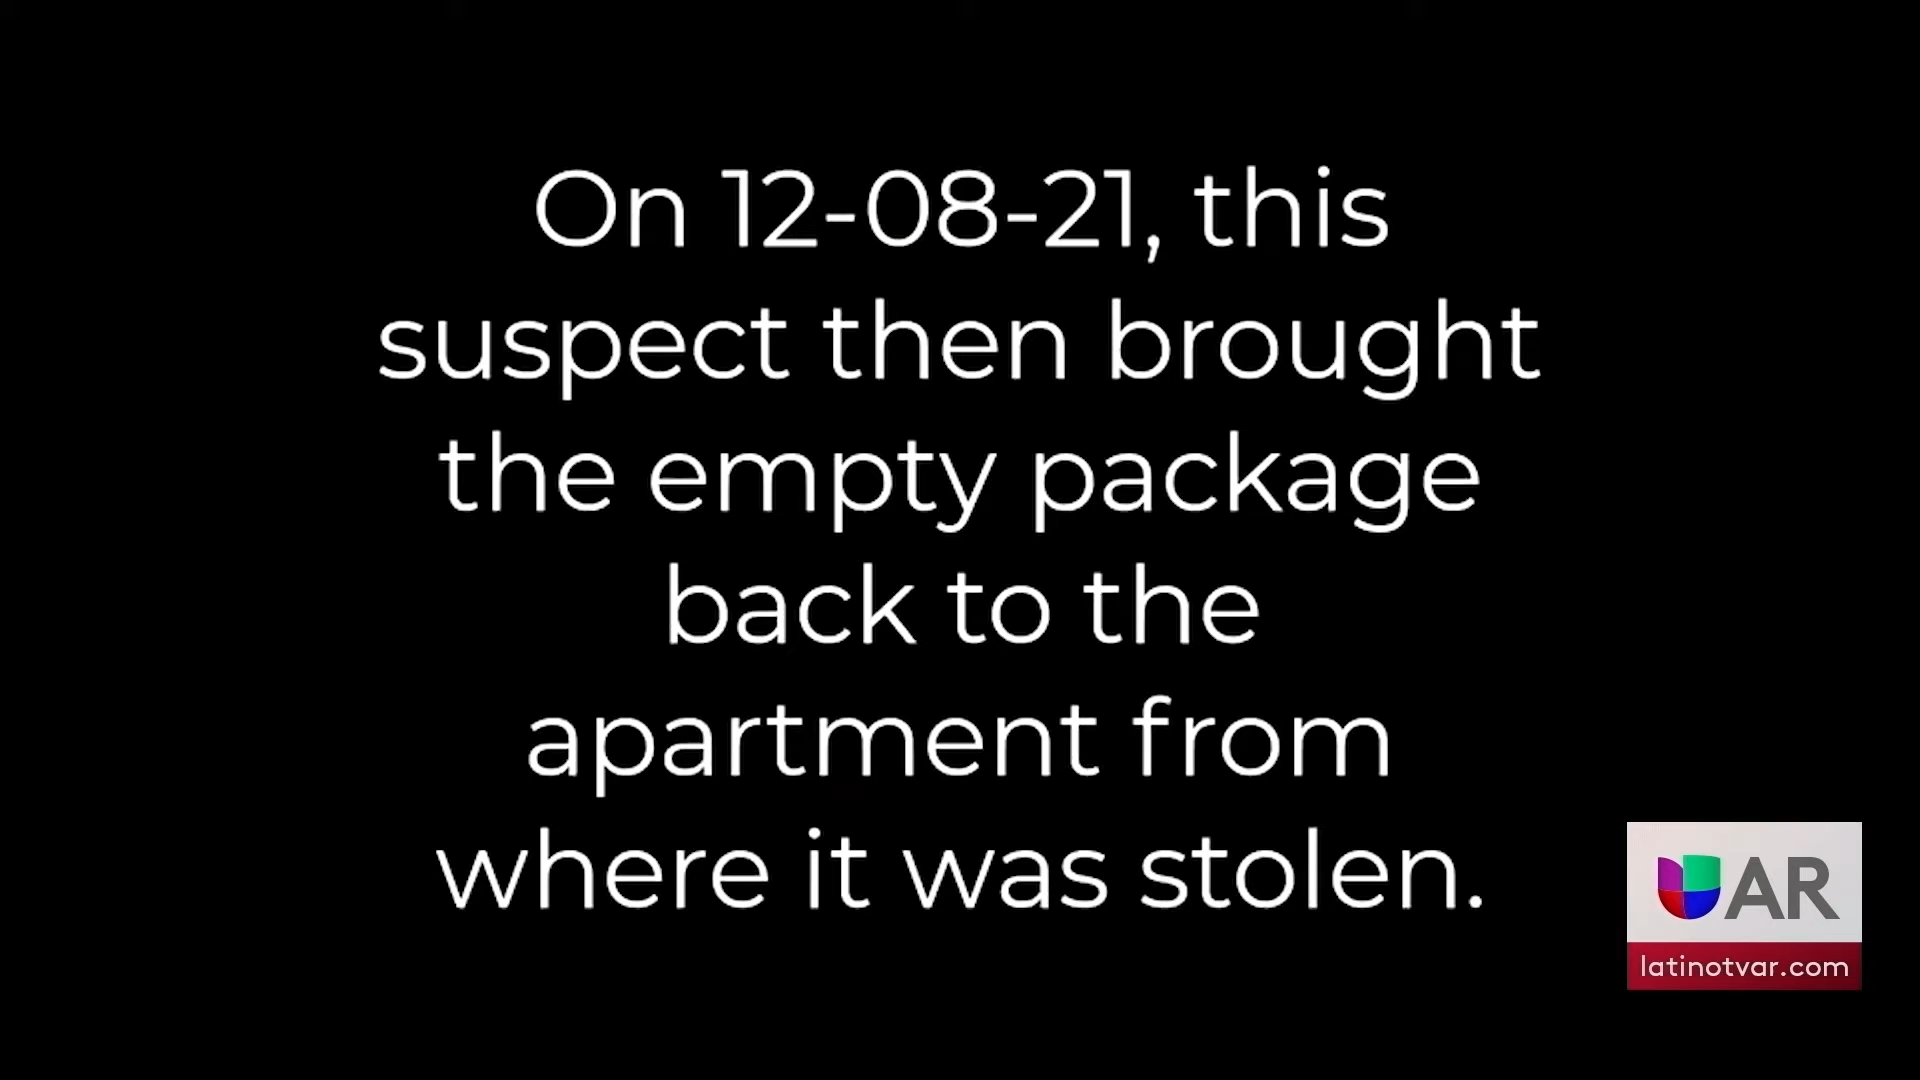 On 12-08-21, this
suspect then brought
the empty package
back to the
apartment from
where it was stolen.
AR
latinotvar.com